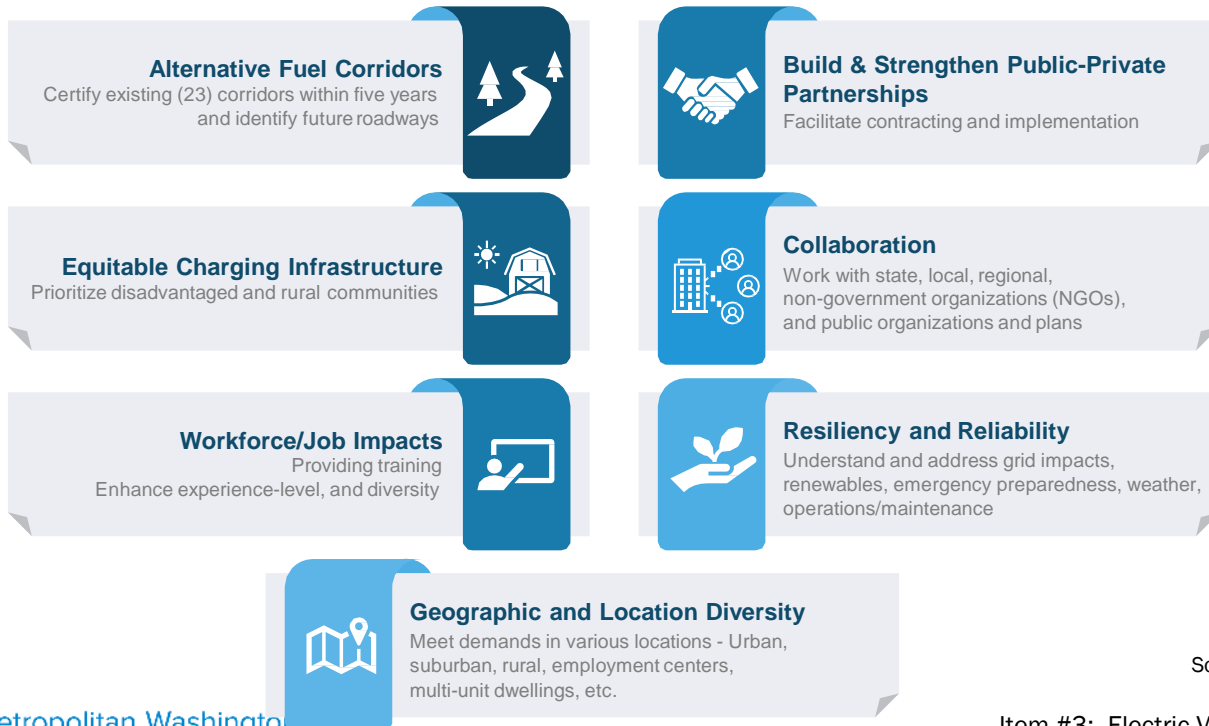 Alternative Fuel Corridors
Certify existing (23) corridors within five years
and identify future roadways
Build & Strengthen Public-Private
Partnerships
Facilitate contracting and implementation
Equitable Charging Infrastructure
Prioritize disadvantaged and rural communities
Collaboration
Work with state, local, regional,
non-government organizations (NGOs),
and public organizations and plans
Workforce/Job Impacts
Providing training
Enhance experience-level, and diversity
Resiliency and Reliability
Understand and address grid impacts,
renewables, emergency preparedness, weather,
operations/maintenance
Geographic and Location Diversity
Meet demands in various locations - Urban,
suburban, rural, employment centers,
multi-unit dwellings, etc.
Item #3: Electric